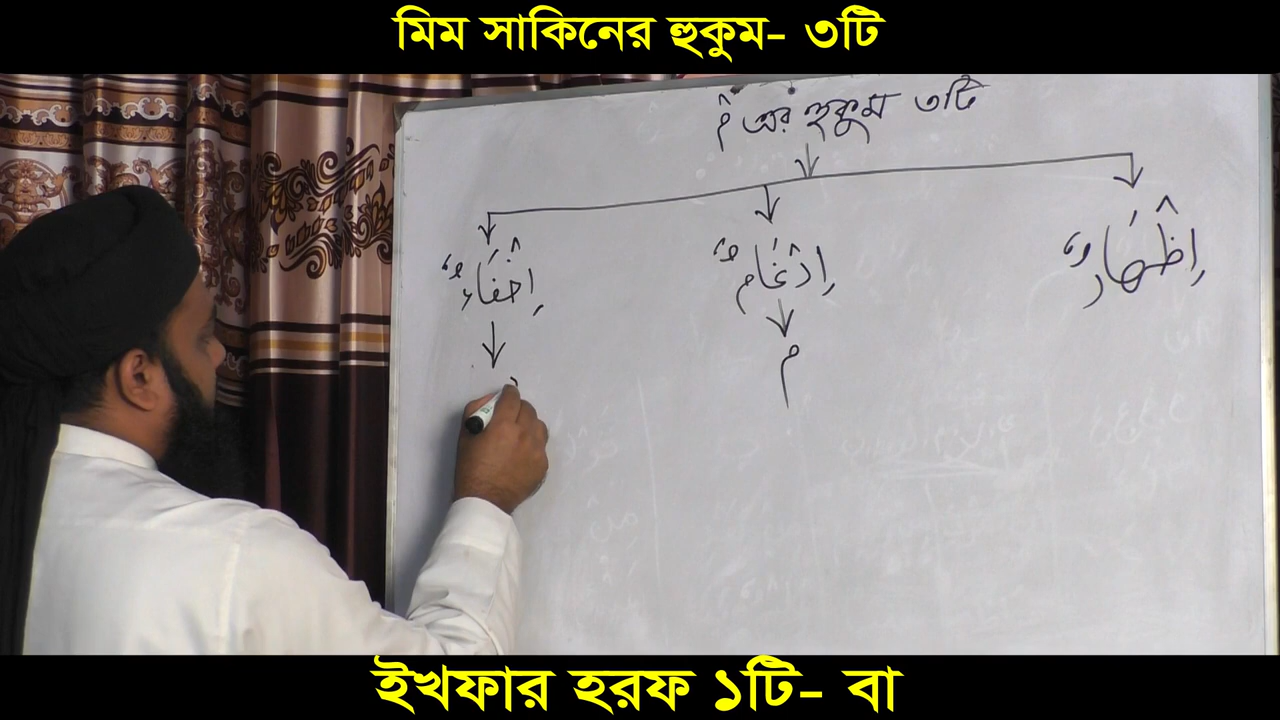 মিম সাকিনের হুকুম- ৩টি
مْ এর হুকুম ৩টি
اِظْهَارٌ
اِدْغَامٌ
اِخْفَاءٌ
م
ইখফার হরফ ১টি- বা